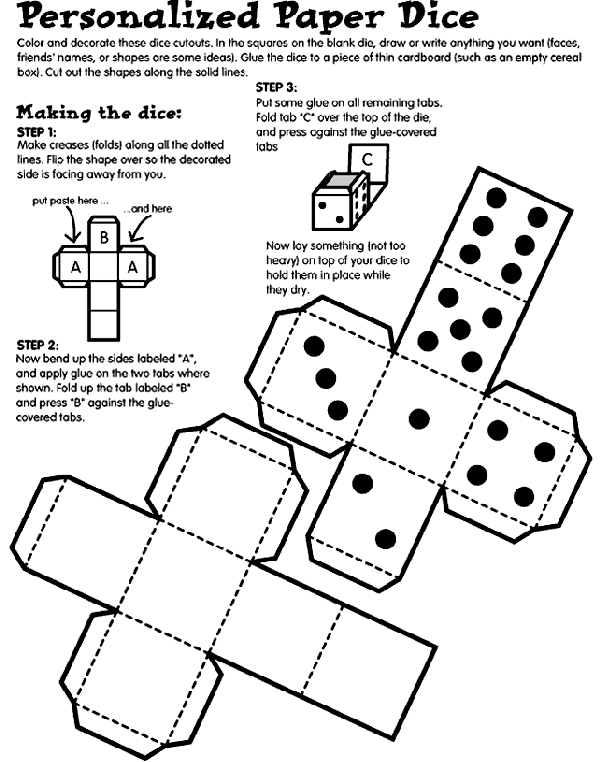 Personalized Paper Dice
Color and decorate these dice cutouts. In the squares on the blank die, draw or write anything you want (faces,
friends' names, or shapes are some ideas). Glue the dice to a piece of thin cardboard (such as an empty cereal
box). Cut out the shapes along the solid lines.
Making the dice:
STEP 1:
Make creases (folds) along all the dotted
lines. Flip the shape over so the decorated
side is facing away from you.
put paste here ...
...and here
B
A
A
STEP 2:
Now bend up the sides labeled "A",
and apply glue on the two tabs where
shown. Fold up the tab labeled "B"
and press "B" against the glue-
covered tabs.
STEP 3:
Put some glue on all remaining tabs.
Fold tab "C" over the top of the die,
and press against the glue-covered
tabs
C
Now lay something (not too
heavy) on top of your dice to
hold them in place while
they dry.